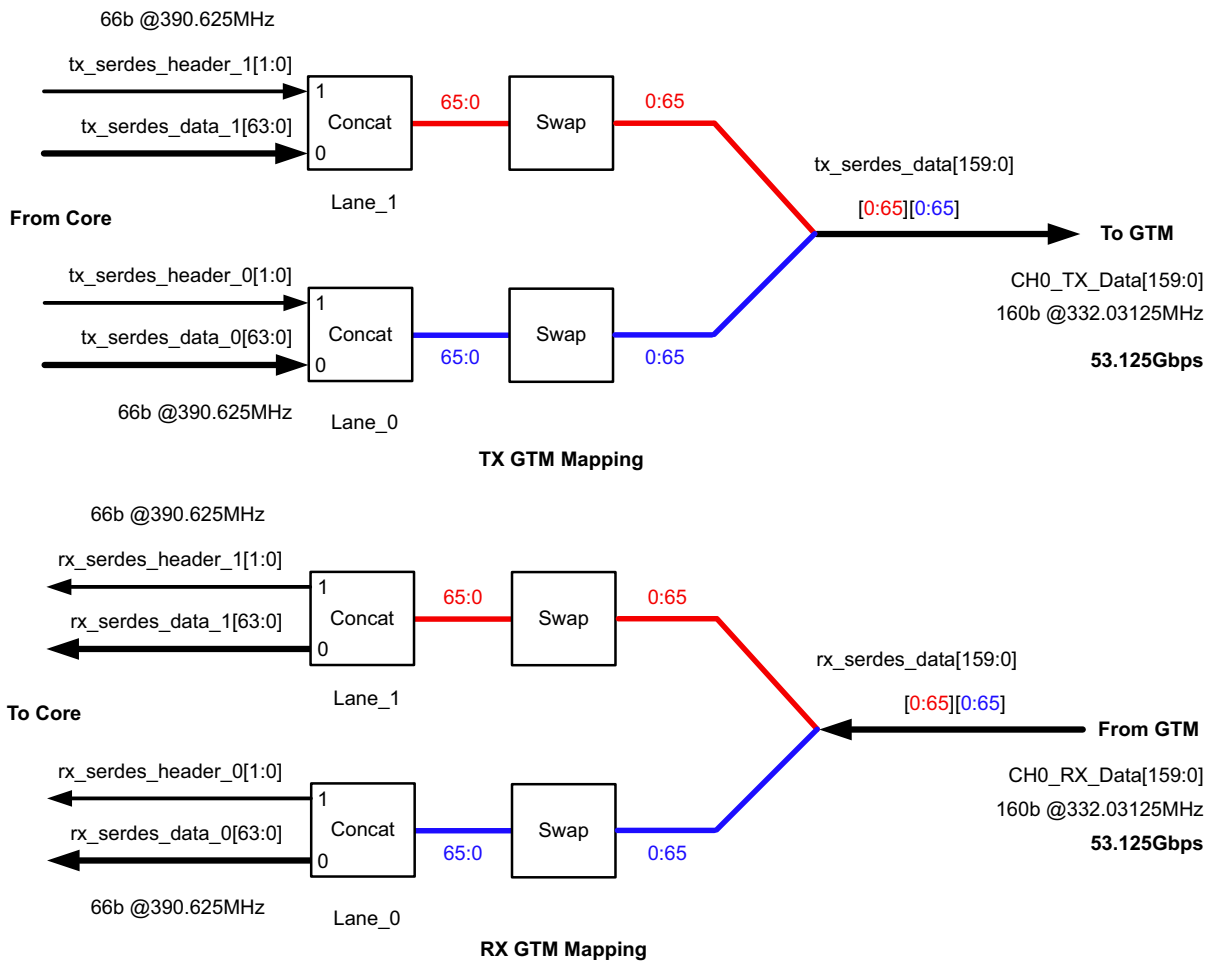 66b @390.625MHz
tx_serdes_header_1[1:0]
1
65:0
0:65
Concat
Swap
tx_serdes_data_1[63:0]
0
tx_serdes_data[159:0]
Lane_1
[0:65][0:65]
From Core
To GTM
tx_serdes_header_0[1:0]
CH0_TX_Data[159:0]
1
160b @332.03125MHz
Concat
Swap
tx_serdes_data_0[63:0]
65:0
0:65
53.125Gbps
0
66b @390.625MHz
Lane_0
TX GTM Mapping
66b @390.625MHz
rx_serdes_header_1[1:0]
1
65:0
0:65
Concat
Swap
rx_serdes_data_1[63:0]
0
rx_serdes_data[159:0]
Lane_1
[0:65][0:65]
To Core
From GTM
rx_serdes_header_0[1:0]
CH0_RX_Data[159:0]
1
160b @332.03125MHz
Concat
Swap
rx_serdes_data_0[63:0]
53.125Gbps
65:0
0:65
0
66b @390.625MHz
Lane_0
RX GTM Mapping